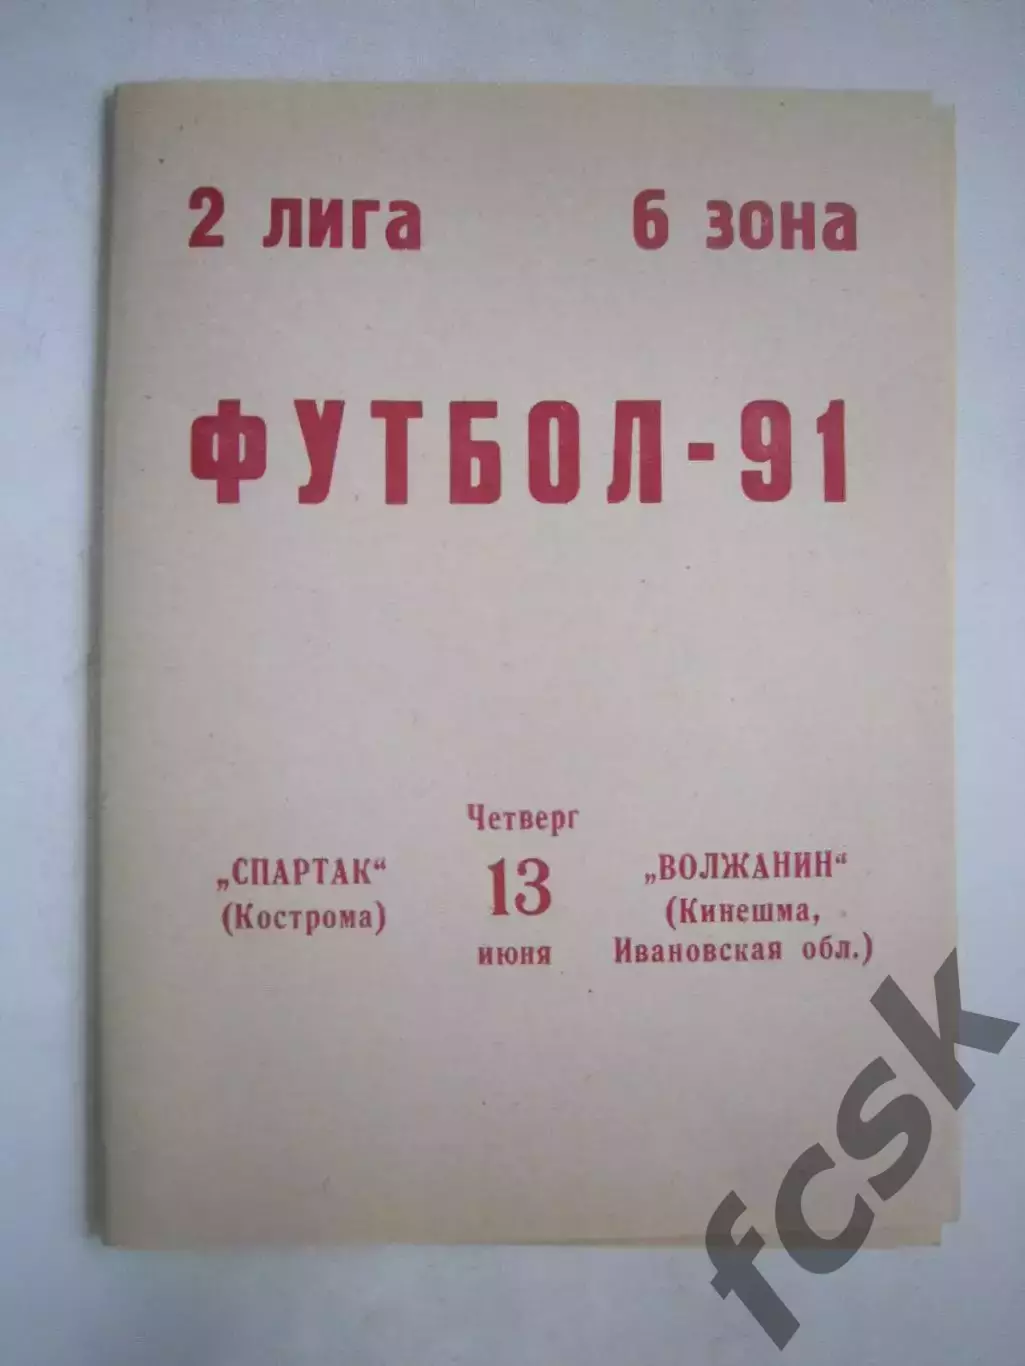 2 лига 6 зона
ФУТБОЛ-91
Четверг
„СПАРТАК“ 13 „ВОЛЖАНИН“
(Кострома) (Кинешма,
июня Ивановская обл.)
fcsk